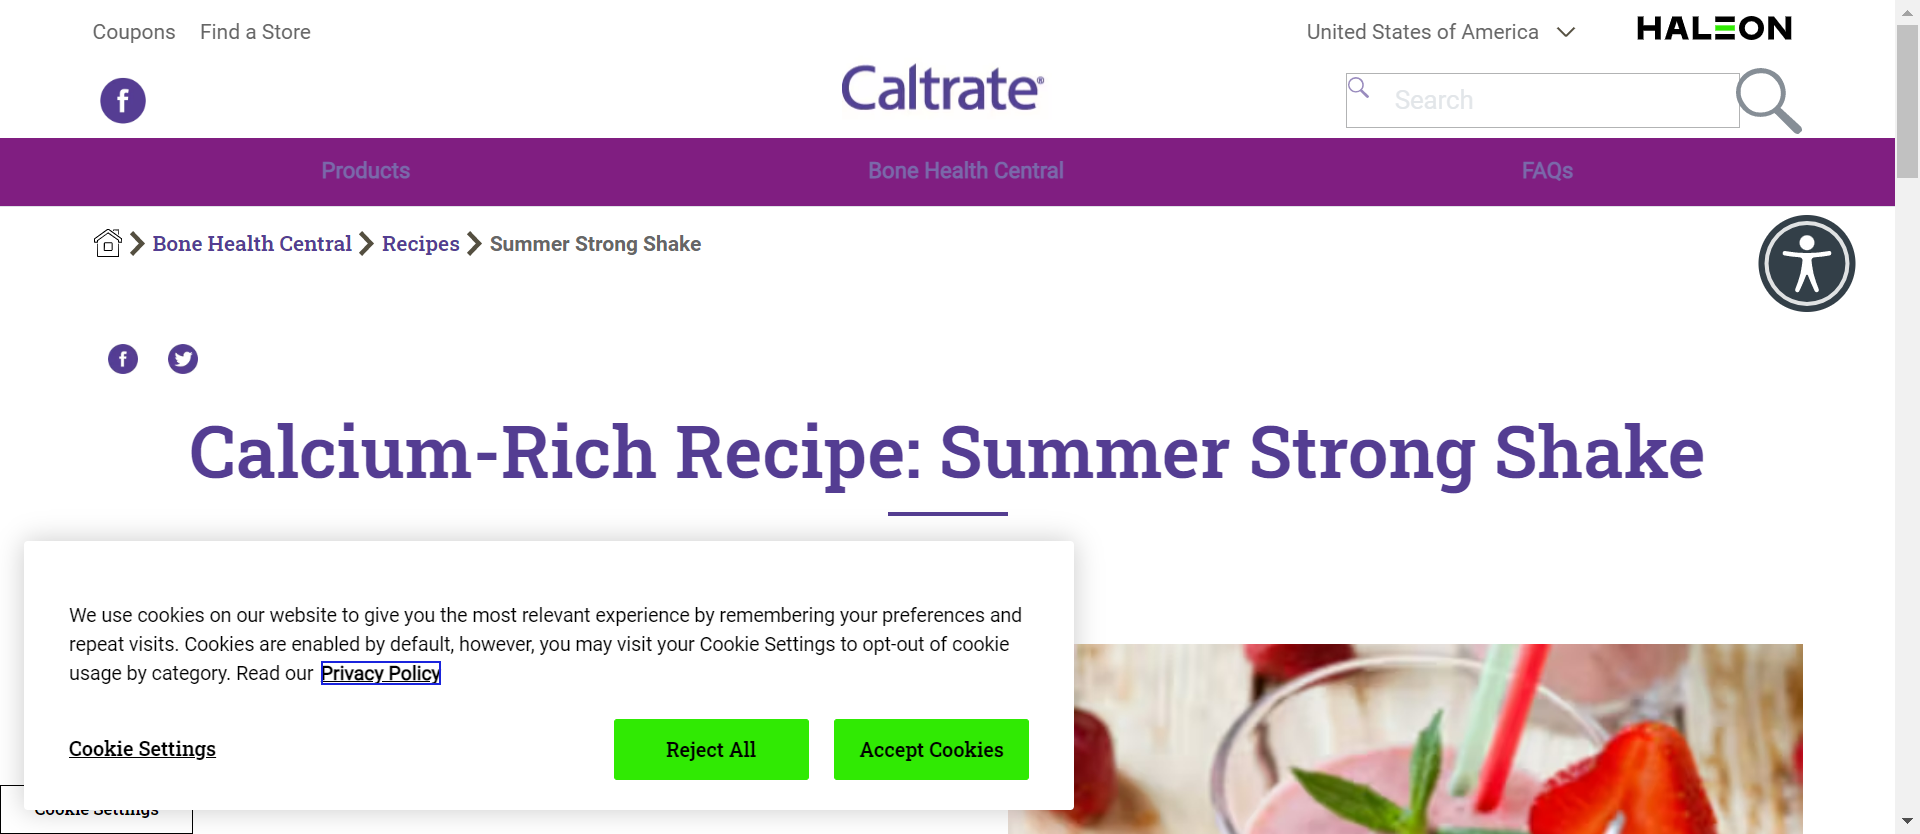 Coupons Find a Store
United States of America
HALEON
f
Caltrate®
Search
Products Bone Health Central FAQs
Bone Health Central Recipes Summer Strong Shake
f
Calcium-Rich Recipe: Summer Strong Shake
We use cookies on our website to give you the most relevant experience by remembering your preferences and
repeat visits. Cookies are enabled by default, however, you may visit your Cookie Settings to opt-out of cookie
usage by category. Read our Privacy Policy
Cookie Settings Reject All Accept Cookies
Cookie Settings